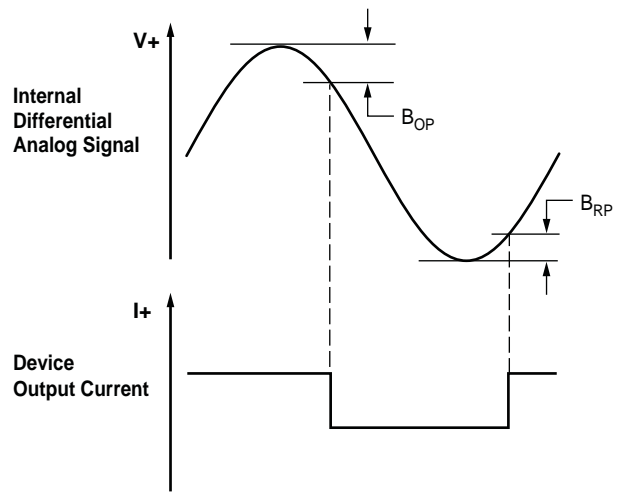 V+
Internal
Differential
Analog Signal
B_OP
B_RP
I+
Device
Output Current